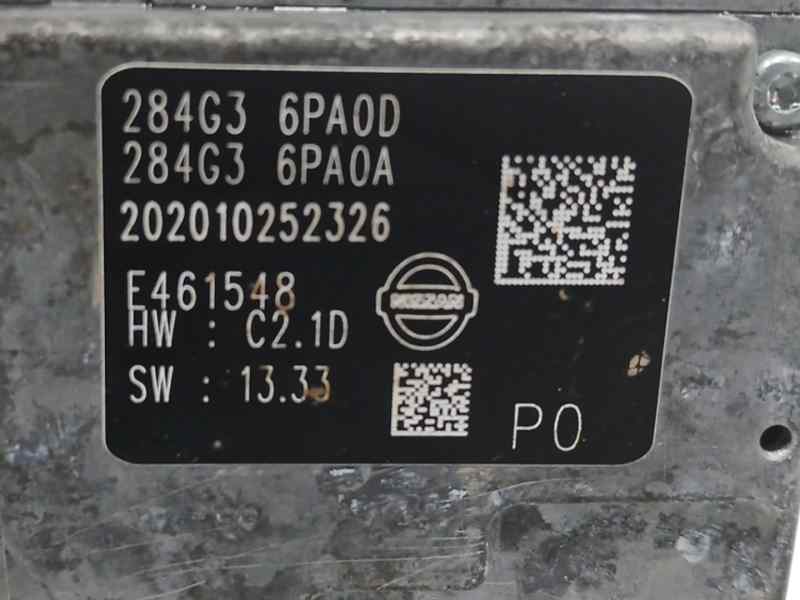 284G3 6PA0D
284G3 6PA0A
202010252326
E461548
HW : C2.1D
NISSAN
SW : 13.33
P0